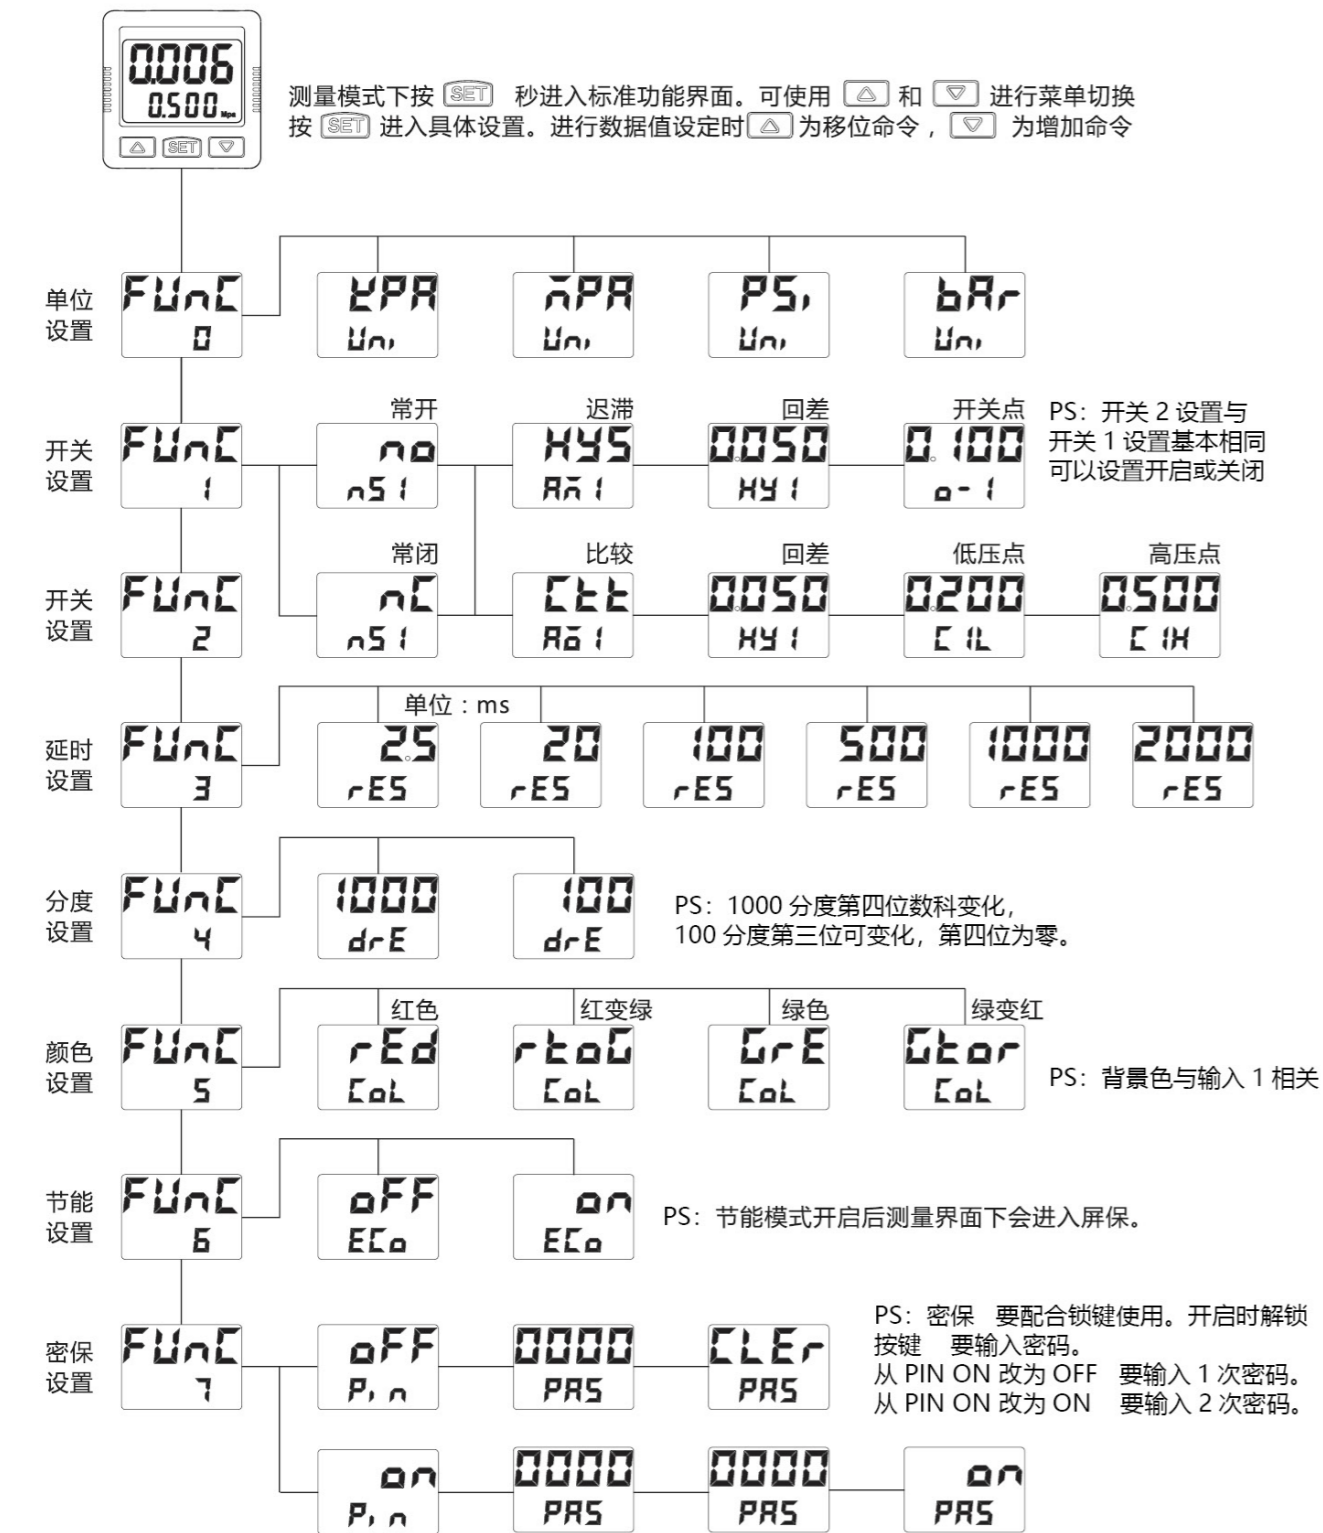 0.006
0.500 Mpa
SET
测量模式下按 SET 秒进入标准功能界面。可使用 △ 和 ▽ 进行菜单切换
按 SET 进入具体设置。进行数据值设定时 △ 为移位命令，▽ 为增加命令
单位
设置
FUnC
0
KPA
Uni
MPA
Uni
PSi
Uni
bAr
Uni
开关
设置
FUnC
1
常开
no
nS1
迟滞
HYS
Am1
回差
0.050
HY1
开关点
0.100
o-1
PS：开关 2 设置与
开关 1 设置基本相同
可以设置开启或关闭
开关
设置
FUnC
2
常闭
nC
nS1
比较
Ctt
Ao1
回差
0.050
HY1
低压点
0.200
C1L
高压点
0.500
C1H
延时
设置
FUnC
3
单位：ms
2.5
rES
20
rES
100
rES
500
rES
1000
rES
2000
rES
分度
设置
FUnC
4
1000
drE
100
drE
PS：1000 分度第四位数科变化，
100 分度第三位可变化，第四位为零。
颜色
设置
FUnC
5
红色
rEd
CoL
红变绿
rtoG
CoL
绿色
GrE
CoL
绿变红
Gtor
CoL
PS：背景色与输入 1 相关
节能
设置
FUnC
6
oFF
ECo
on
ECo
PS：节能模式开启后测量界面下会进入屏保。
密保
设置
FUnC
7
oFF
Pin
0000
PAS
CLEr
PAS
PS：密保 要配合锁键使用。开启时解锁
按键 要输入密码。
从 PIN ON 改为 OFF 要输入 1 次密码。
从 PIN ON 改为 ON 要输入 2 次密码。
on
Pin
0000
PAS
0000
PAS
on
PAS